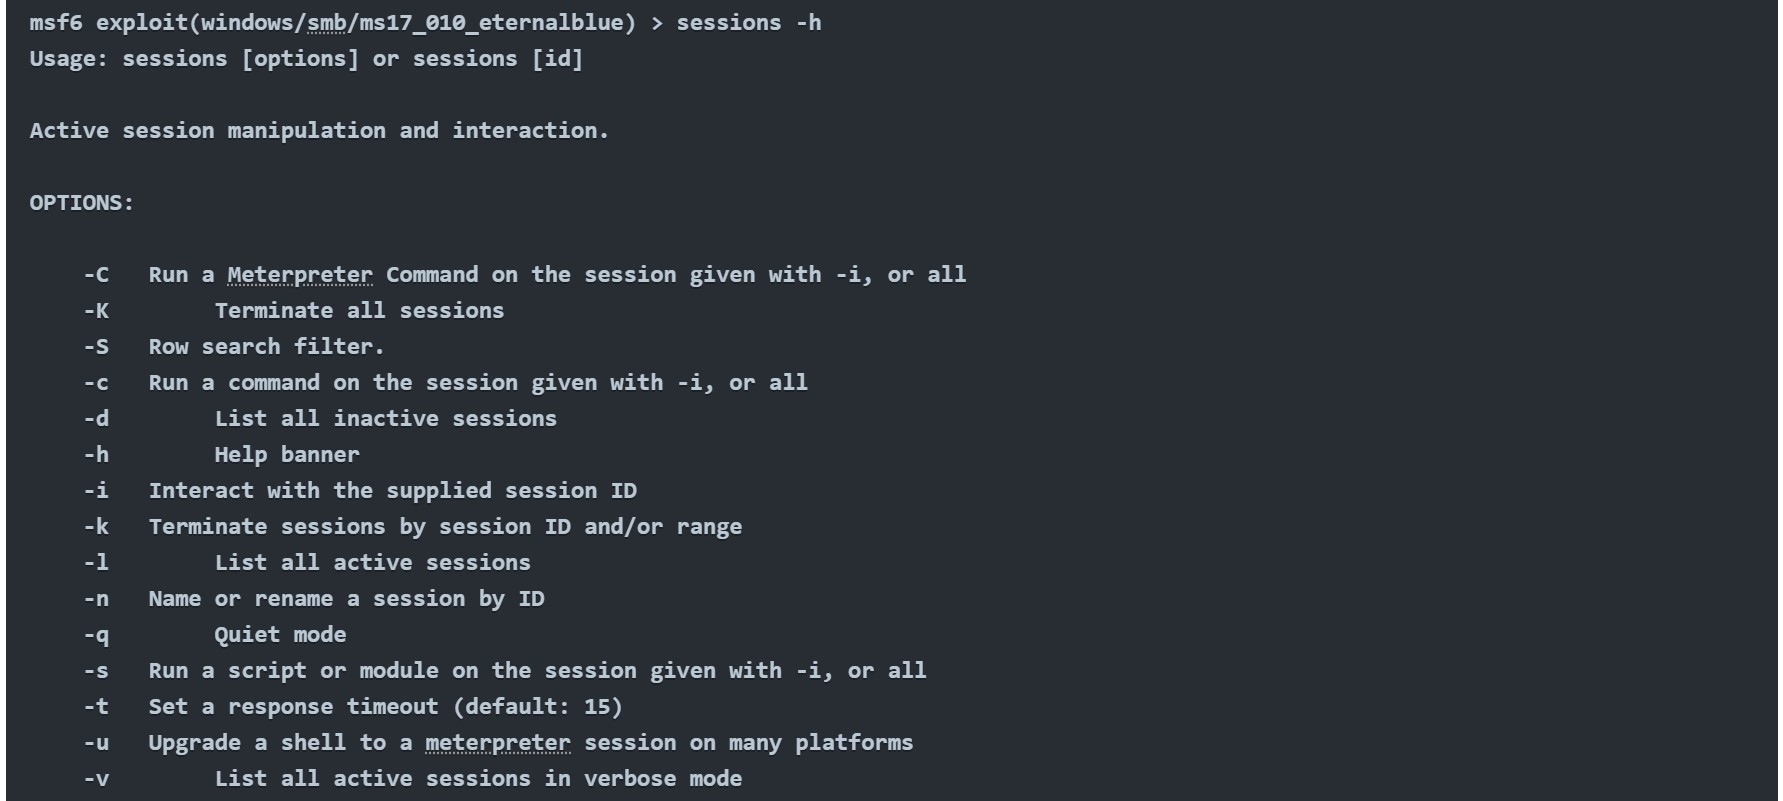 msf6 exploit(windows/smb/ms17_010_eternalblue) > sessions -h
Usage: sessions [options] or sessions [id]
Active session manipulation and interaction.
OPTIONS:
-C   Run a Meterpreter Command on the session given with -i, or all
-K        Terminate all sessions
-S   Row search filter.
-c   Run a command on the session given with -i, or all
-d        List all inactive sessions
-h        Help banner
-i   Interact with the supplied session ID
-k   Terminate sessions by session ID and/or range
-l        List all active sessions
-n   Name or rename a session by ID
-q        Quiet mode
-s   Run a script or module on the session given with -i, or all
-t   Set a response timeout (default: 15)
-u   Upgrade a shell to a meterpreter session on many platforms
-v        List all active sessions in verbose mode